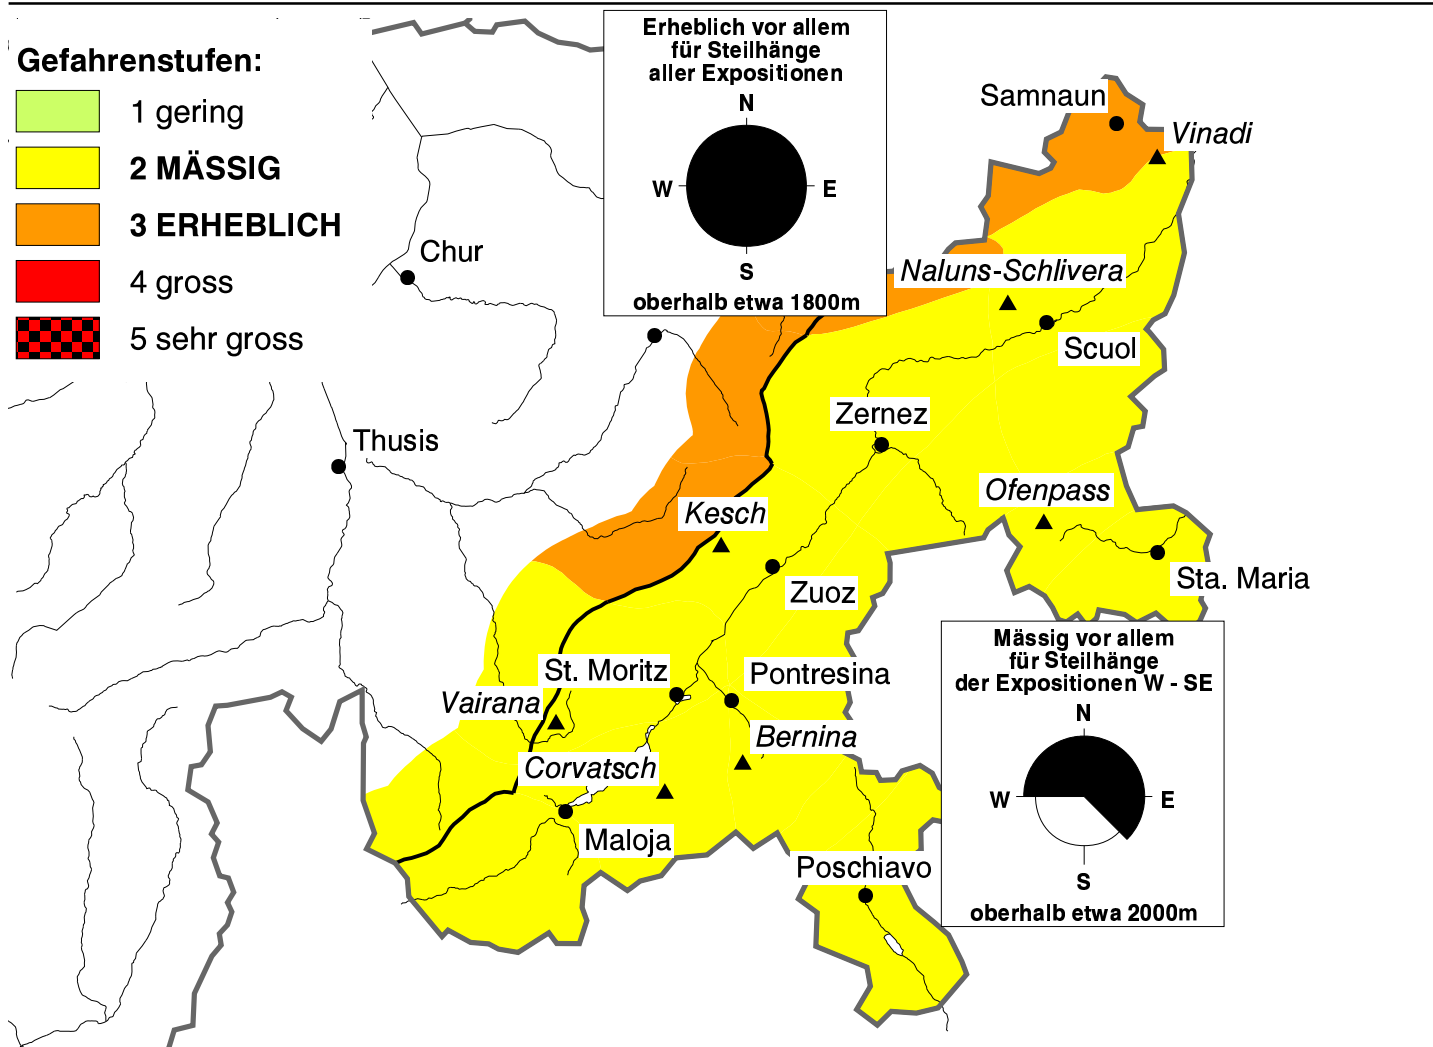 Gefahrenstufen:
1 gering
2 MÄSSIG
3 ERHEBLICH
4 gross
5 sehr gross
Erheblich vor allem
für Steilhänge
aller Expositionen
N
W
E
S
oberhalb etwa 1800m
Samnaun
Vinadi
Chur
Naluns-Schlivera
Scuol
Zernez
Thusis
Ofenpass
Kesch
Sta. Maria
Zuoz
St. Moritz
Pontresina
Vairana
Bernina
Corvatsch
Maloja
Poschiavo
Mässig vor allem
für Steilhänge
der Expositionen W - SE
N
W
E
S
oberhalb etwa 2000m